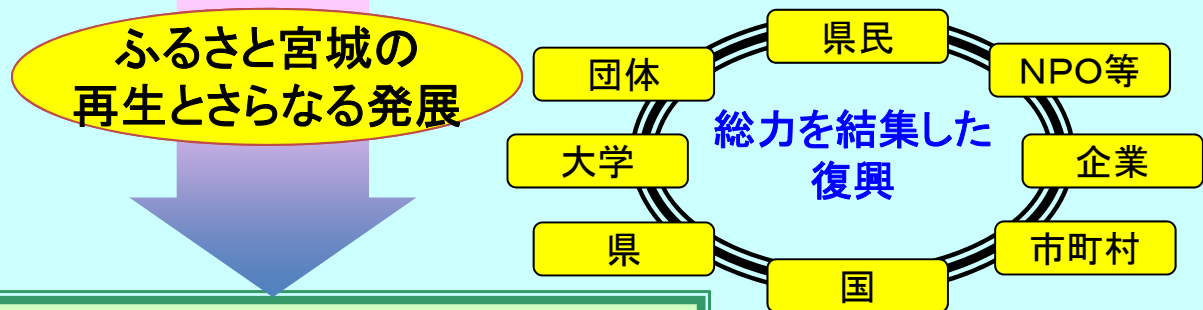 ふるさと宮城の
再生とさらなる発展
県民
団体
NPO等
総力を結集した
復興
大学
企業
県
市町村
国